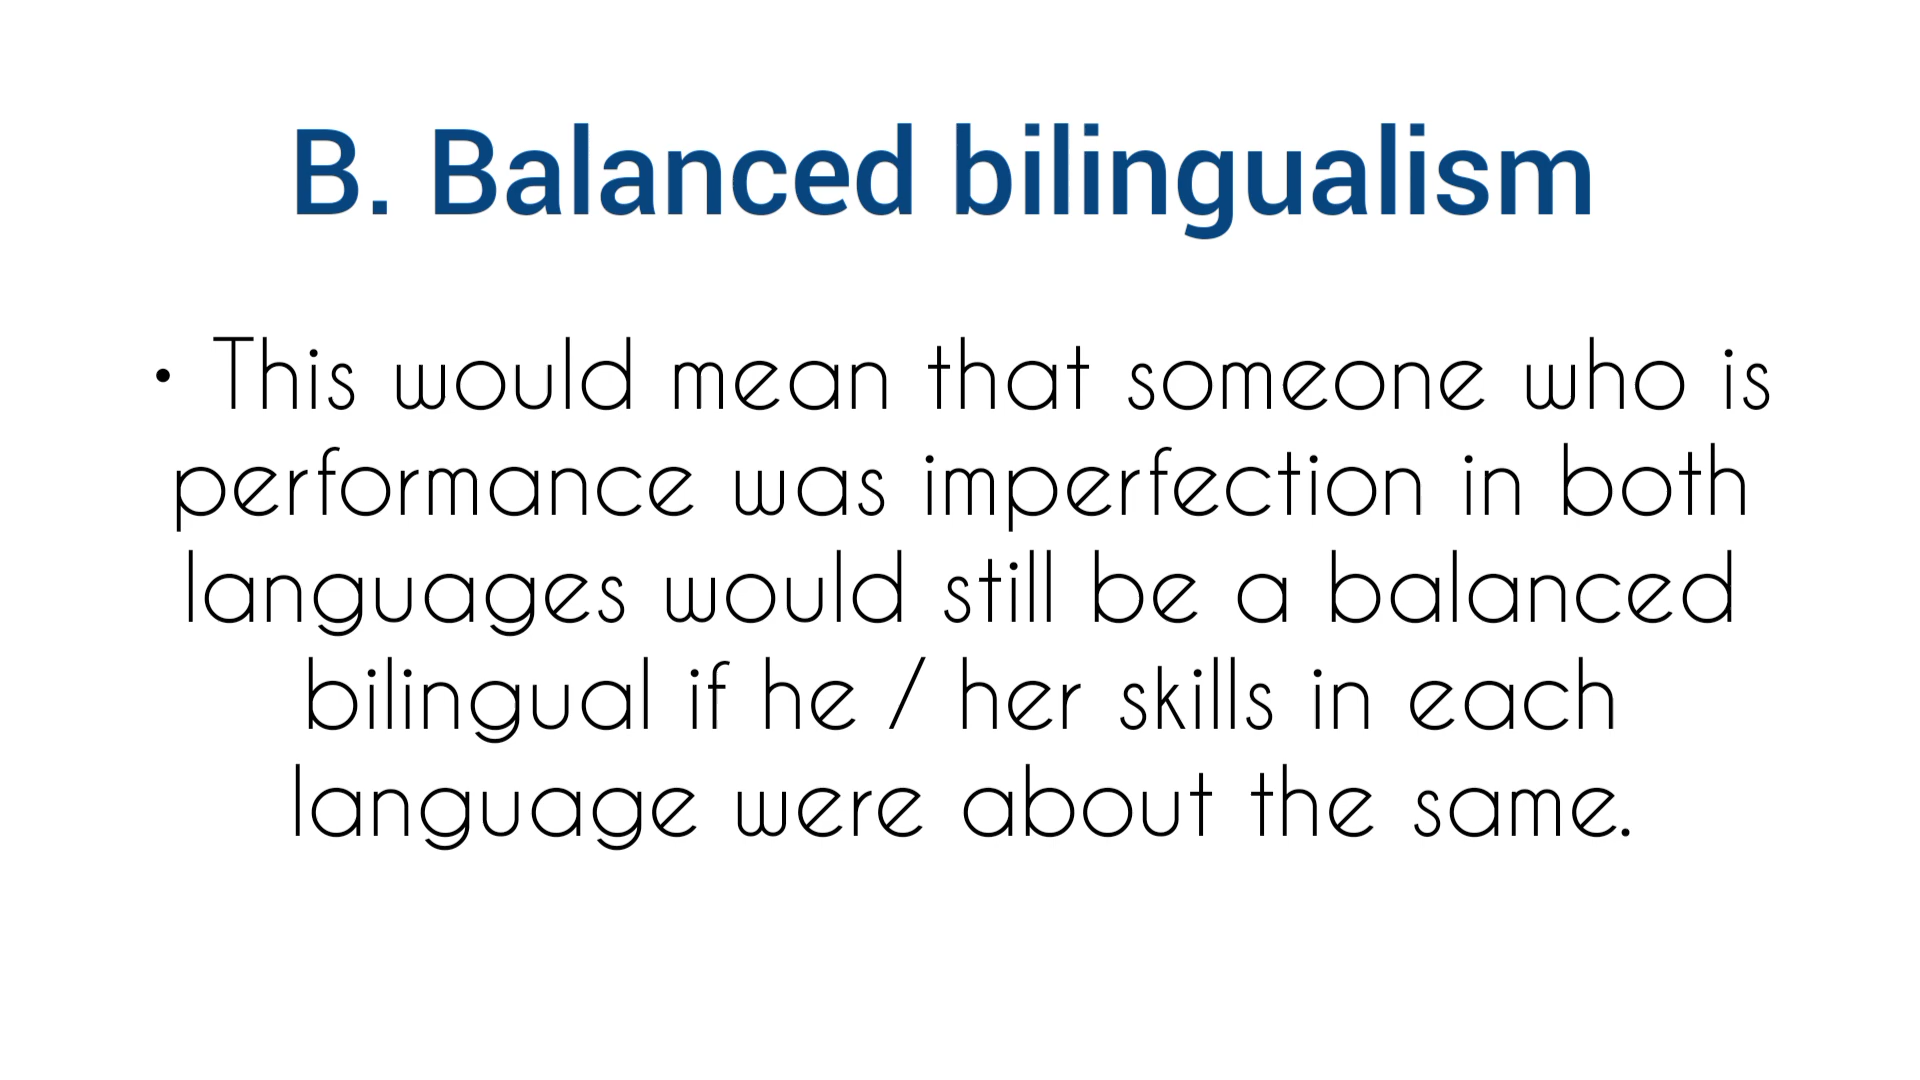 B. Balanced bilingualism
• This would mean that someone who is
performance was imperfection in both
languages would still be a balanced
bilingual if he / her skills in each
language were about the same.